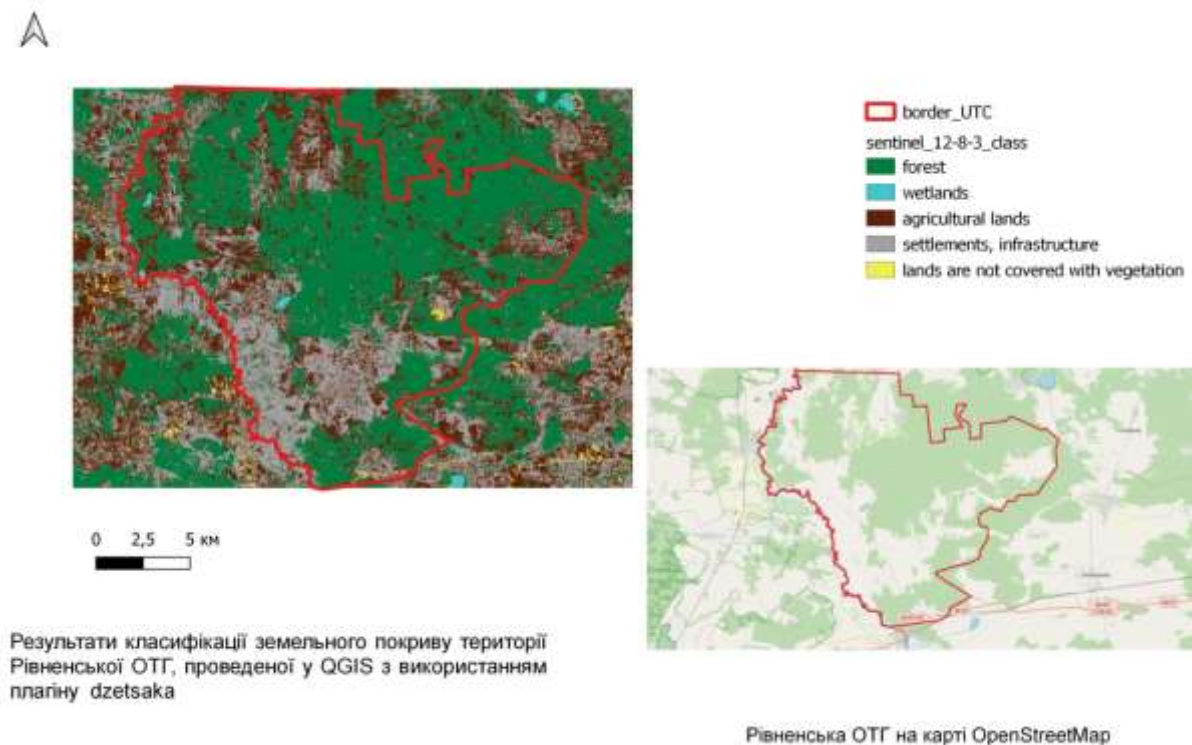 border_UTC
sentinel_12-8-3_class
forest
wetlands
agricultural lands
settlements, infrastructure
lands are not covered with vegetation
0 2,5 5 км
Результати класифікації земельного покриву території
Рівненської ОТГ, проведеної у QGIS з використанням
плагіну dzetsaka
Рівненська ОТГ на карті OpenStreetMap